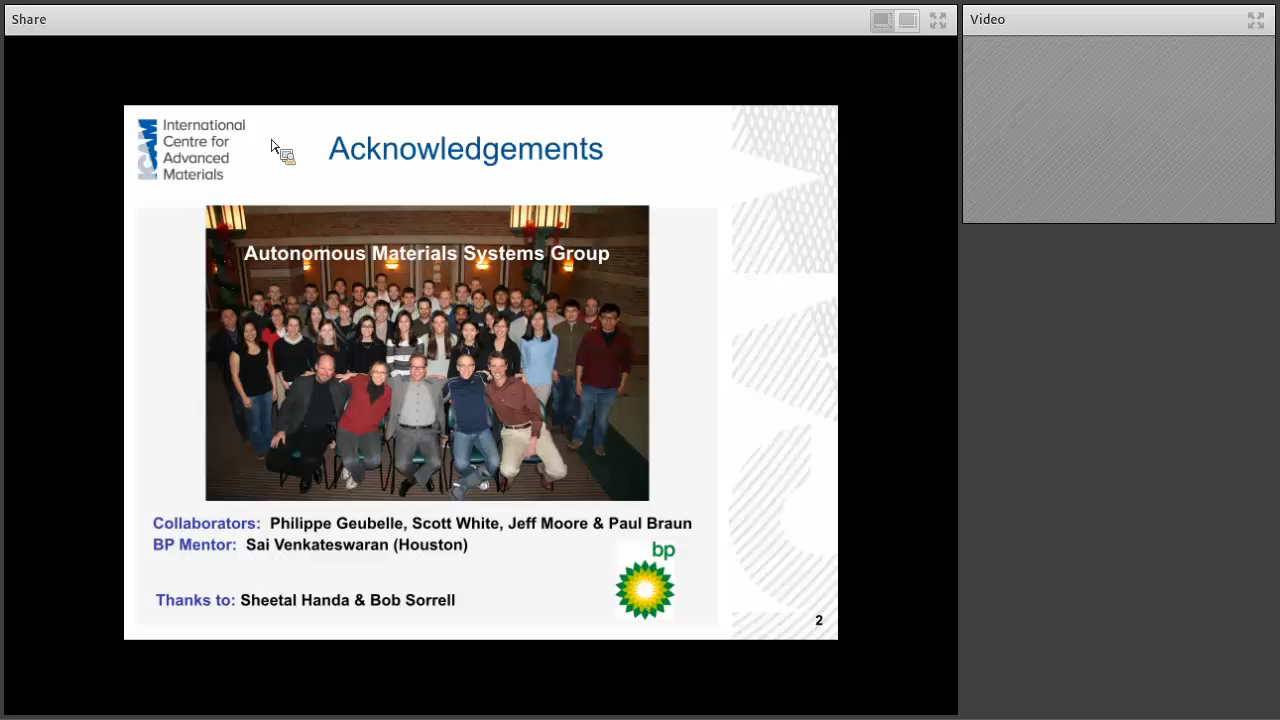 Share
Video
ICAM
International
Centre for
Advanced
Materials
Acknowledgements
Autonomous Materials Systems Group
Collaborators: Philippe Geubelle, Scott White, Jeff Moore & Paul Braun
BP Mentor: Sai Venkateswaran (Houston)
bp
Thanks to: Sheetal Handa & Bob Sorrell
2